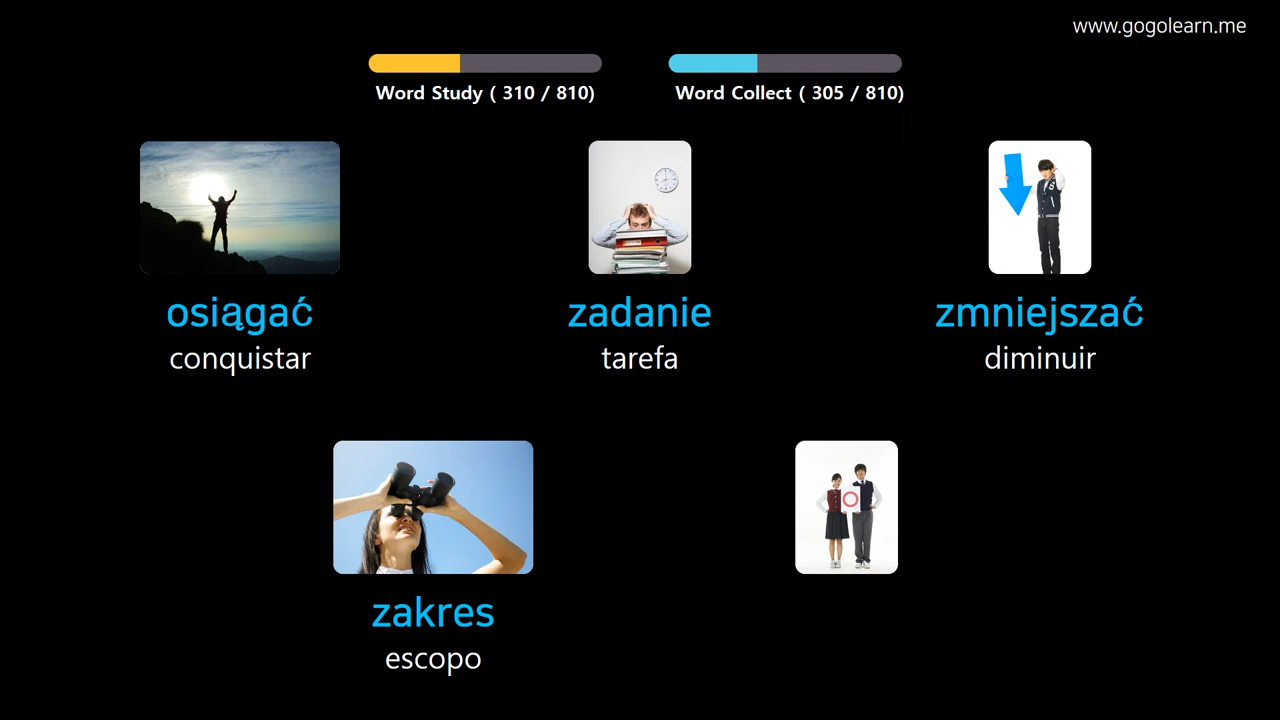 www.gogolearn.me
Word Study ( 310 / 810)
Word Collect ( 305 / 810)
osiągać
conquistar
zadanie
tarefa
zmniejszać
diminuir
zakres
escopo